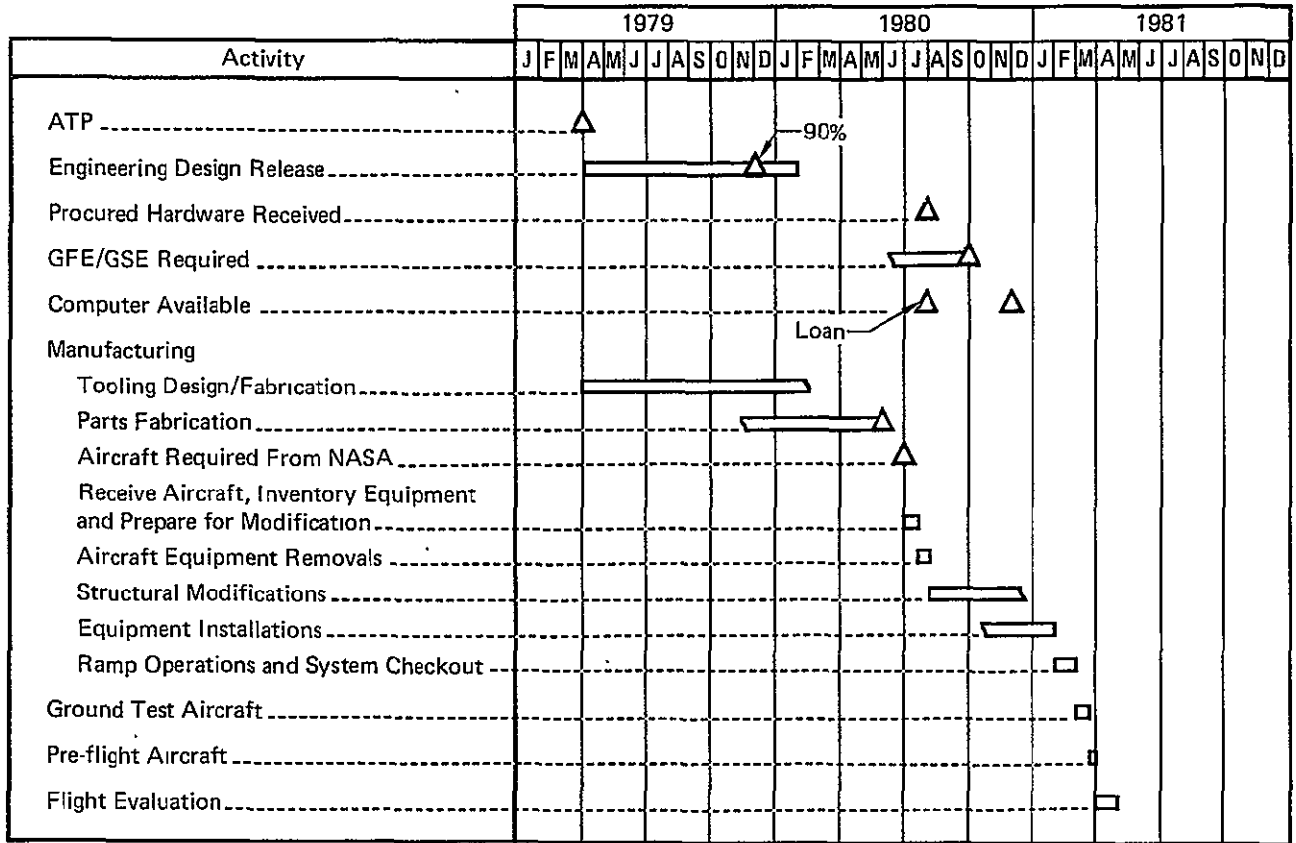 1979 1980 1981
Activity J F M A M J J A S O N D J F M A M J J A S O N D J F M A M J J A S O N D
ATP
90%
Engineering Design Release
Procured Hardware Received
GFE/GSE Required
Computer Available
Loan
Manufacturing
Tooling Design/Fabrication
Parts Fabrication
Aircraft Required From NASA
Receive Aircraft, Inventory Equipment
and Prepare for Modification
Aircraft Equipment Removals
Structural Modifications
Equipment Installations
Ramp Operations and System Checkout
Ground Test Aircraft
Pre-flight Aircraft
Flight Evaluation